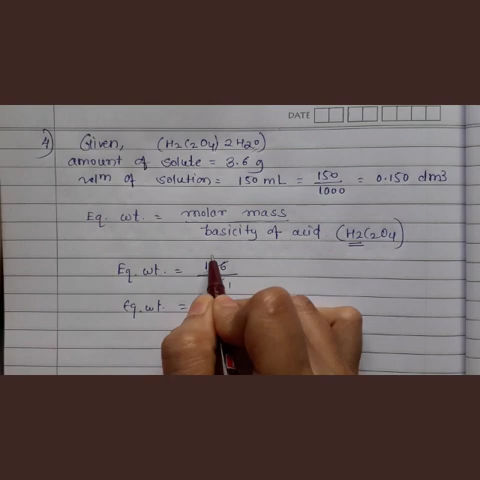 DATE
4) Given, (H2C2O4) 2H2O)
amount of solute = 3.6 g
volm of solution = 150 mL = 150/1000 = 0.150 dm3
Eq. wt. = molar mass / basicity of acid (H2C2O4)
Eq. wt. =
Eq. wt. =